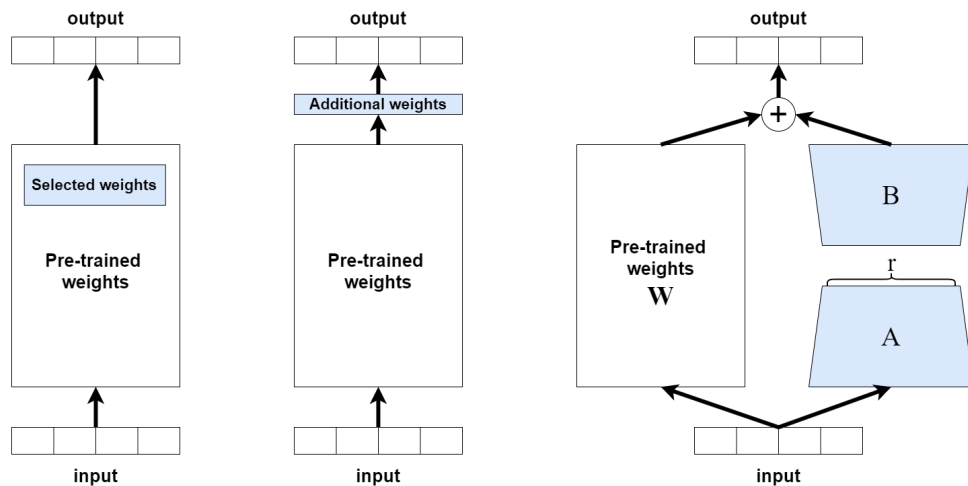 output
Selected weights
Pre-trained
weights
input
output
Additional weights
Pre-trained
weights
input
output
+
Pre-trained
weights
W
B
r
A
input